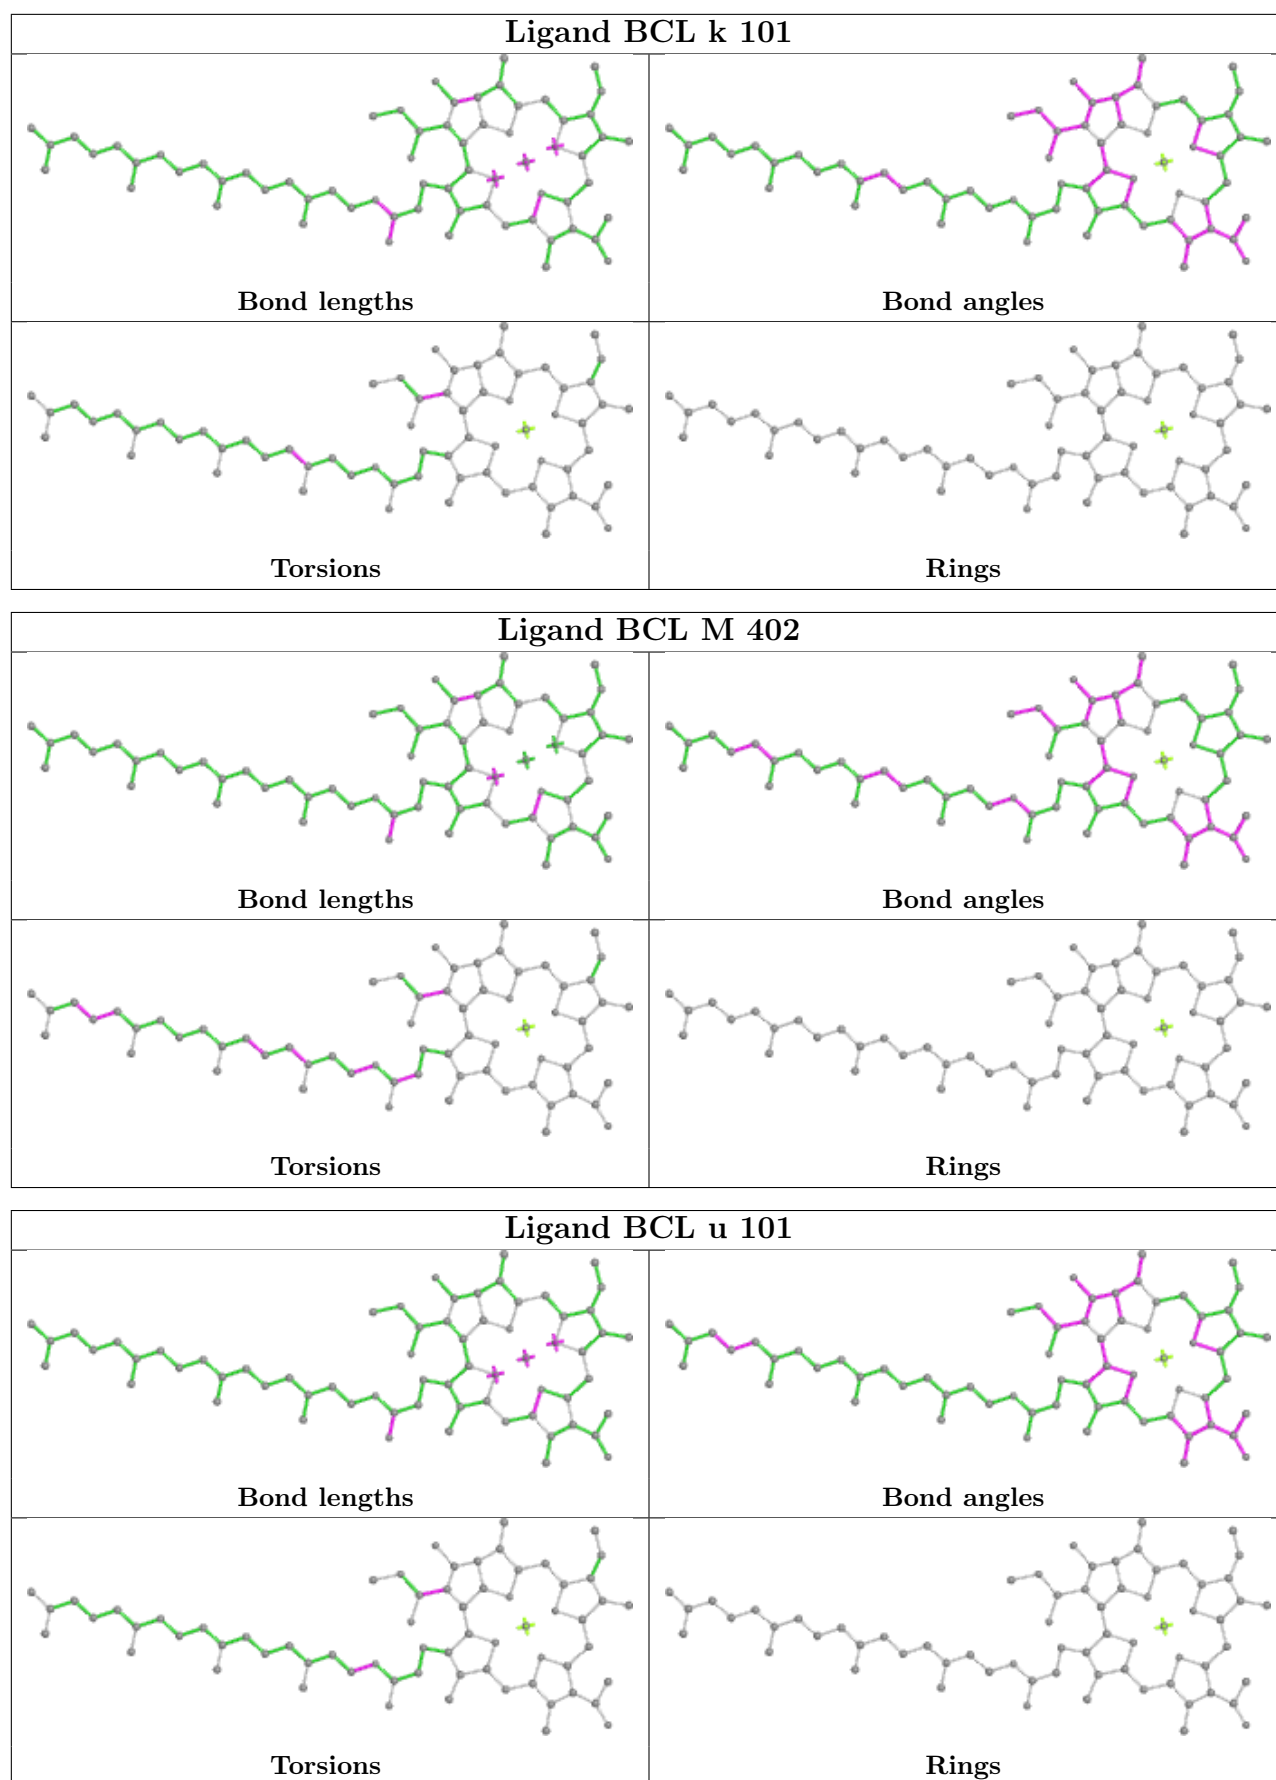 Ligand BCL k 101
Bond lengths
Bond angles
Torsions
Rings
Ligand BCL M 402
Bond lengths
Bond angles
Torsions
Rings
Ligand BCL u 101
Bond lengths
Bond angles
Torsions
Rings